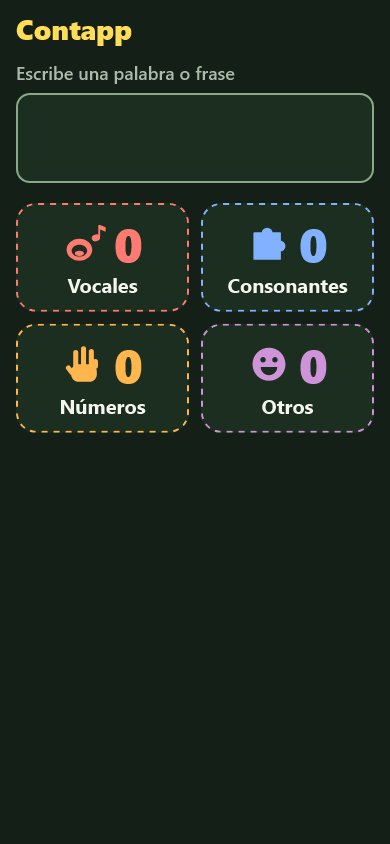 Contapp
Escribe una palabra o frase
0
Vocales
0
Consonantes
0
Números
0
Otros